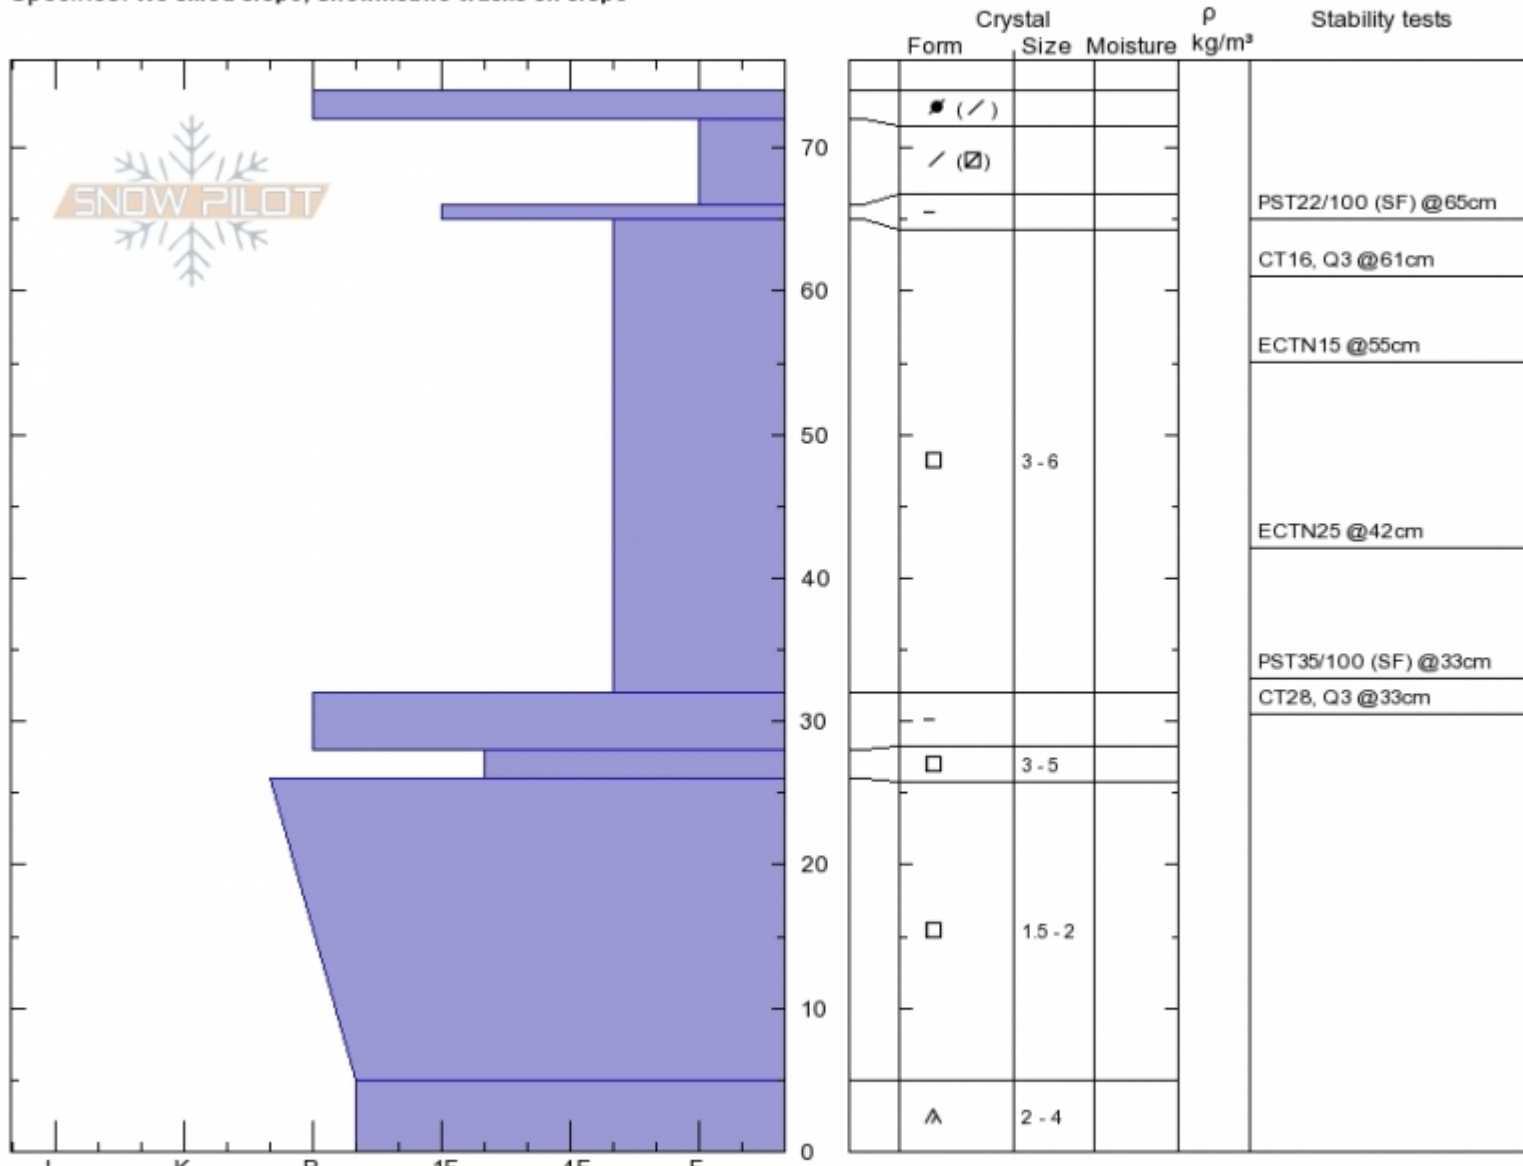 Crystal
ρ
Stability tests
Form
Size
Moisture
kg/m³
SNOW PILOT
70
60
50
40
30
20
10
0
( )
( )
3 - 6
3 - 5
1.5 - 2
2 - 4
PST22/100 (SF) @65cm
CT16, Q3 @61cm
ECTN15 @55cm
ECTN25 @42cm
PST35/100 (SF) @33cm
CT28, Q3 @33cm